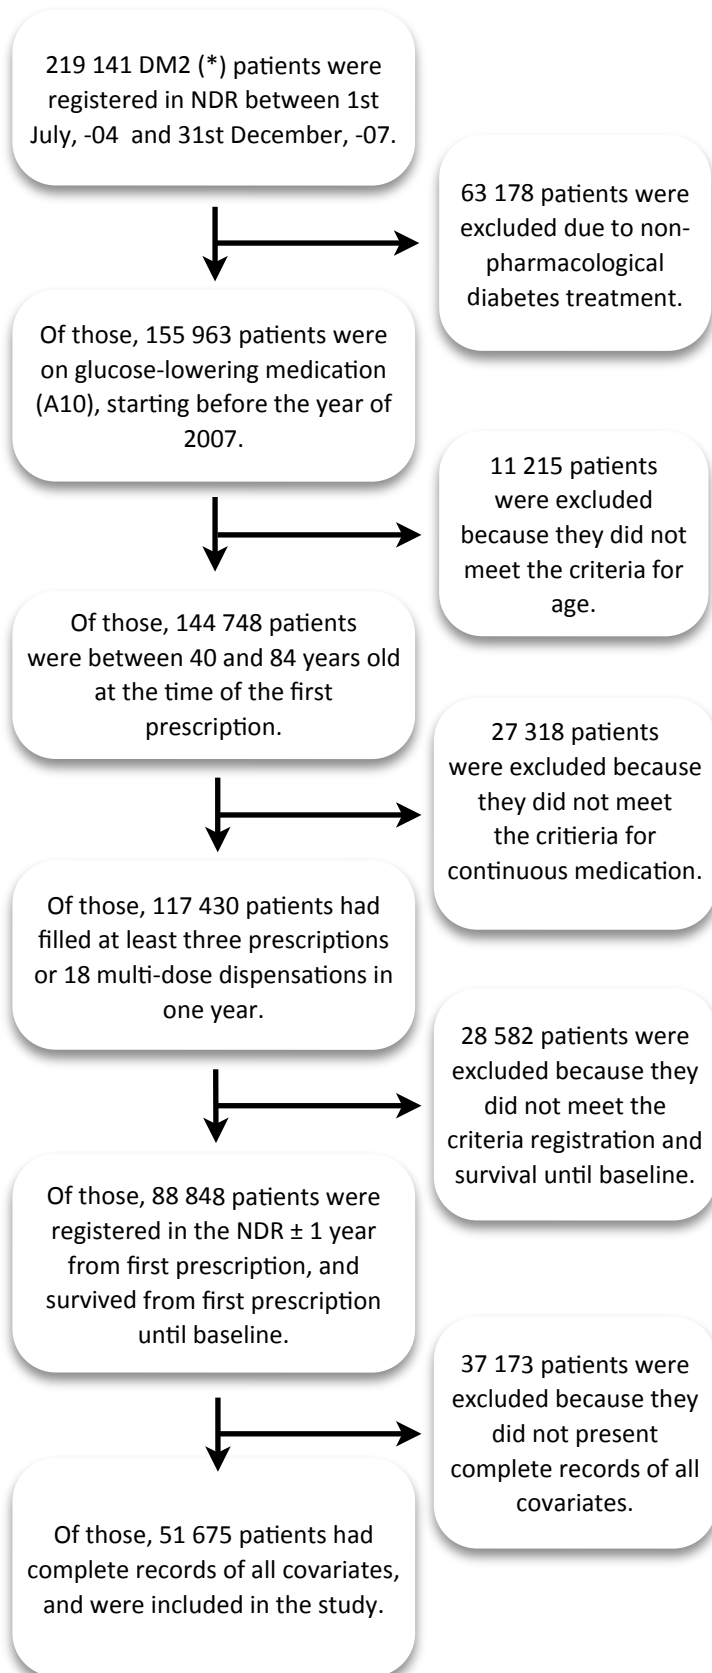 219 141 DM2 (*) patients were
registered in NDR between 1st
July, -04 and 31st December, -07.
63 178 patients were
excluded due to non-
pharmacological
diabetes treatment.
Of those, 155 963 patients were
on glucose-lowering medication
(A10), starting before the year of
2007.
11 215 patients
were excluded
because they did not
meet the criteria for
age.
Of those, 144 748 patients
were between 40 and 84 years old
at the time of the first
prescription.
27 318 patients
were excluded because
they did not meet
the critieria for
continuous medication.
Of those, 117 430 patients had
filled at least three prescriptions
or 18 multi-dose dispensations in
one year.
28 582 patients were
excluded because they
did not meet the
criteria registration and
survival until baseline.
Of those, 88 848 patients were
registered in the NDR ± 1 year
from first prescription, and
survived from first prescription
until baseline.
37 173 patients were
excluded because they
did not present
complete records of all
covariates.
Of those, 51 675 patients had
complete records of all covariates,
and were included in the study.